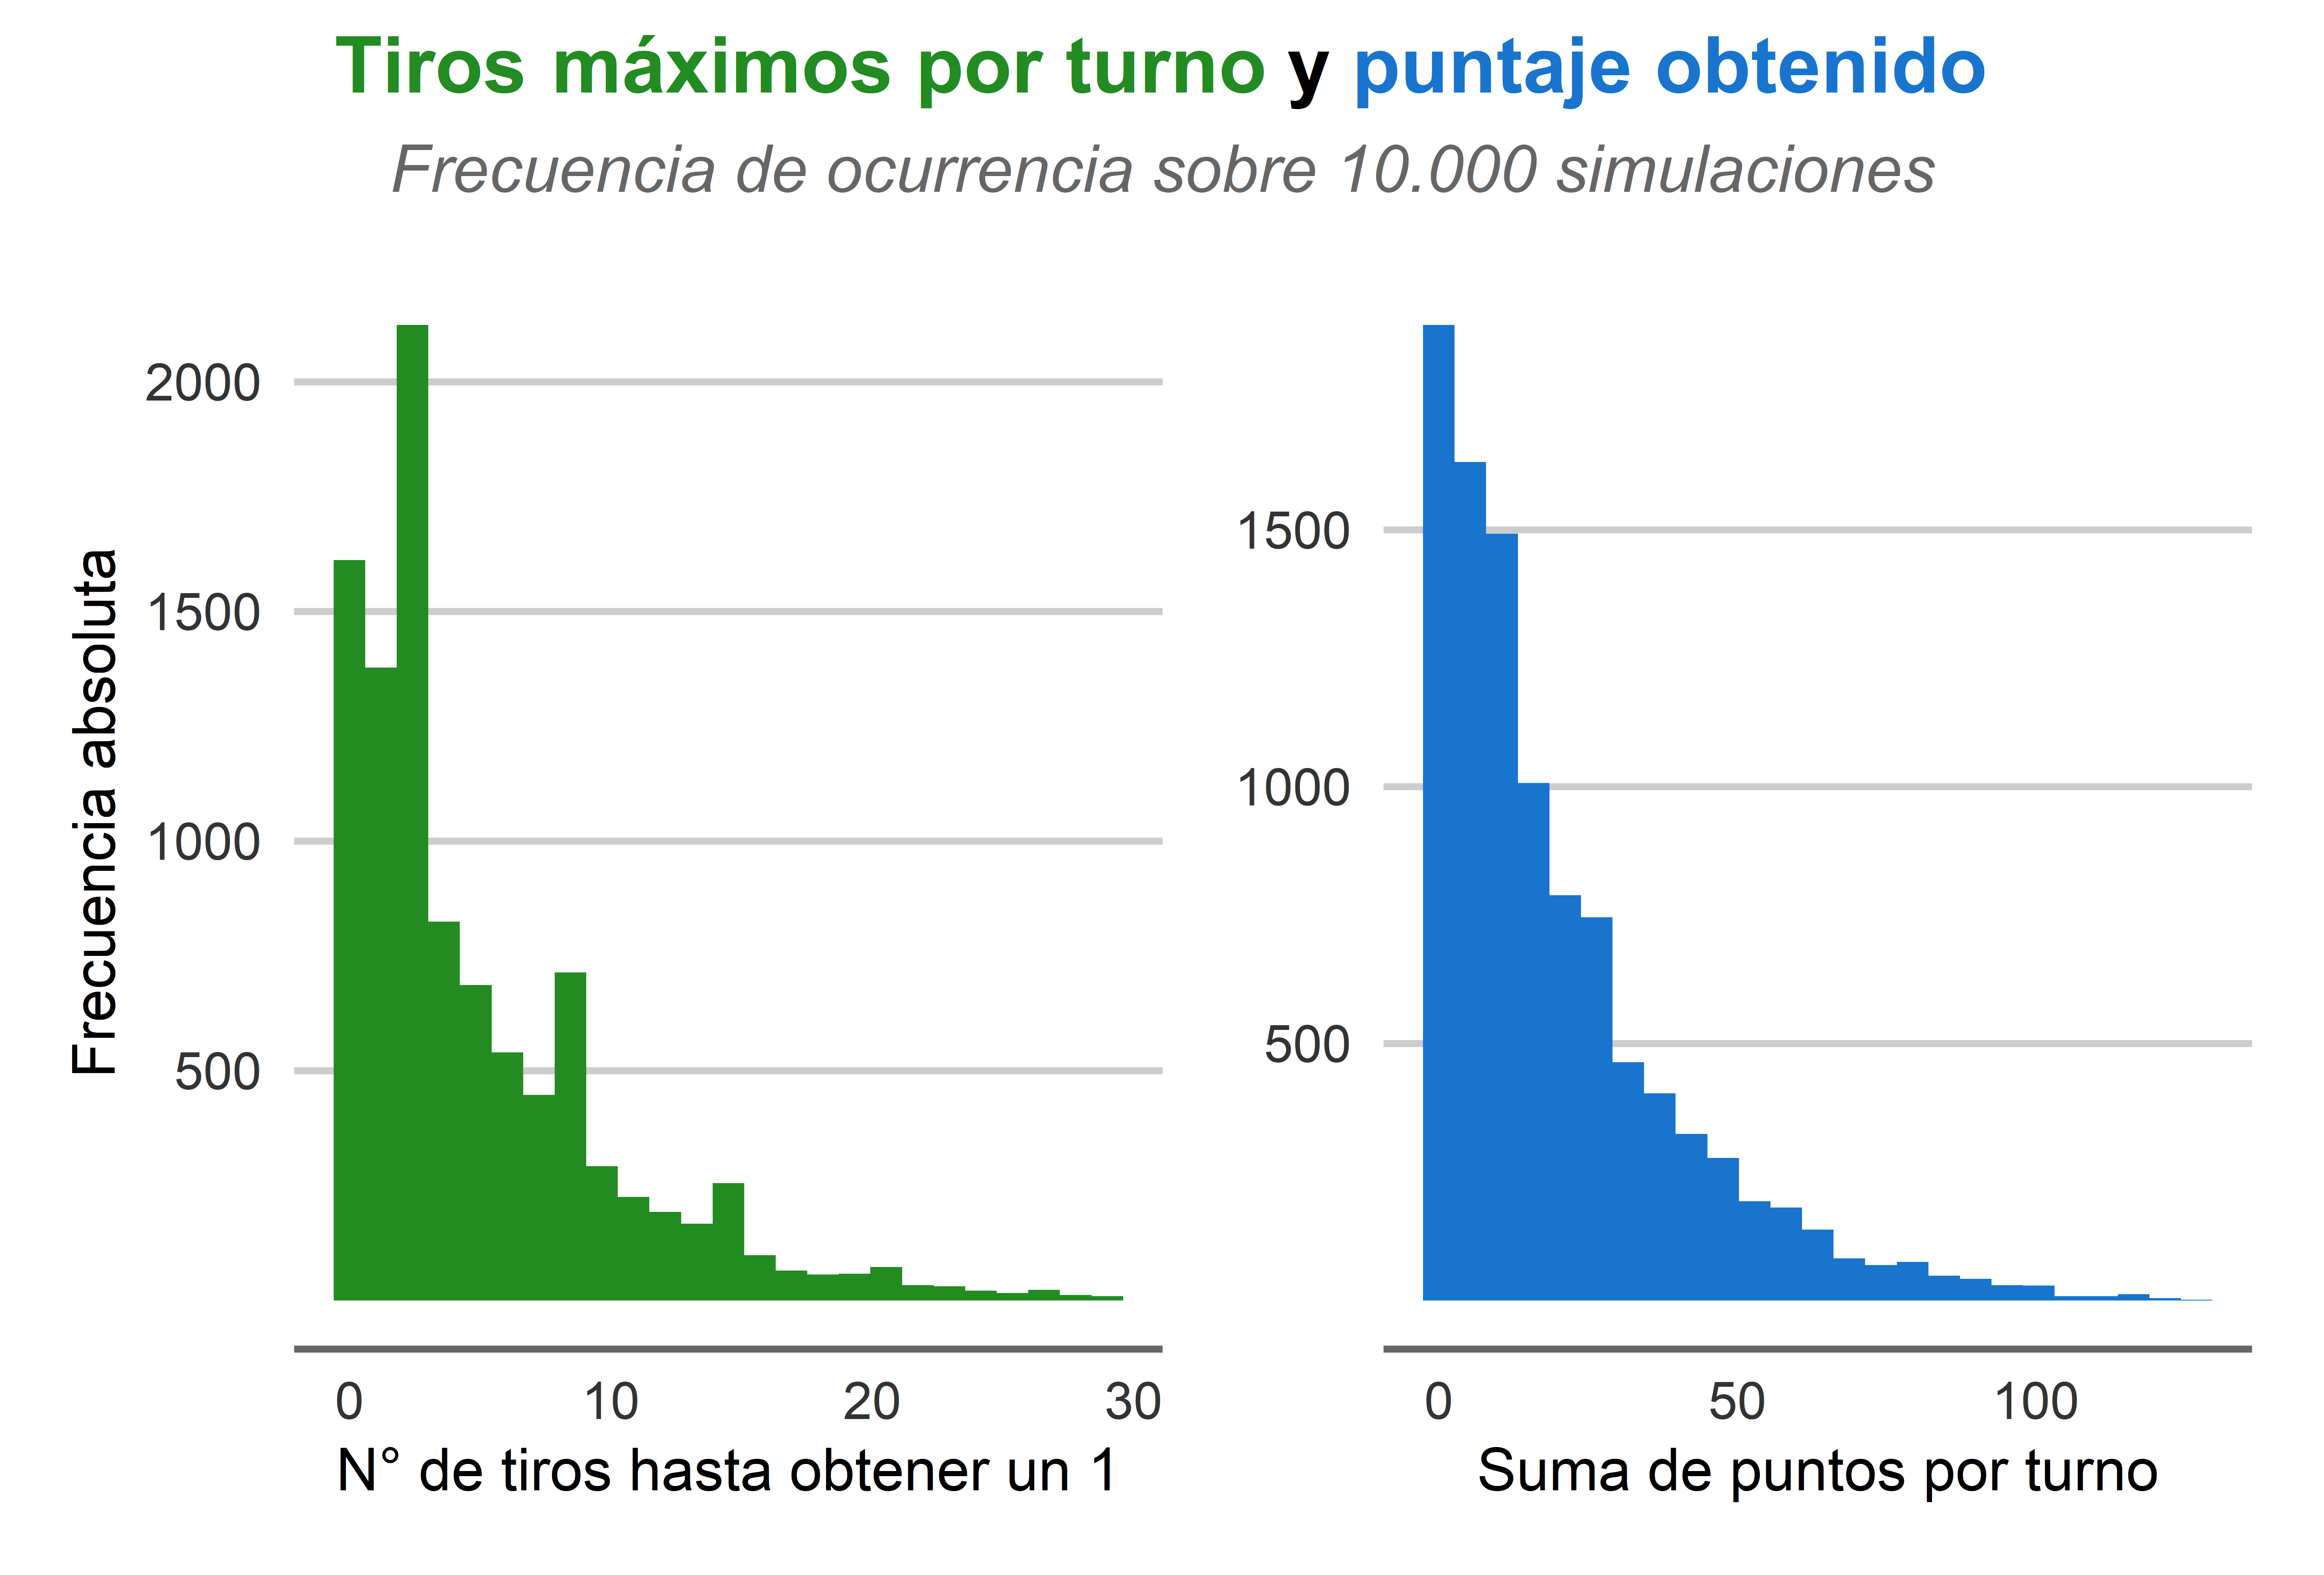 Tiros máximos por turno y puntaje obtenido
Frecuencia de ocurrencia sobre 10.000 simulaciones
Frecuencia absoluta
2000
1500
1000
500
0 10 20 30
N° de tiros hasta obtener un 1
1500
1000
500
0 50 100
Suma de puntos por turno